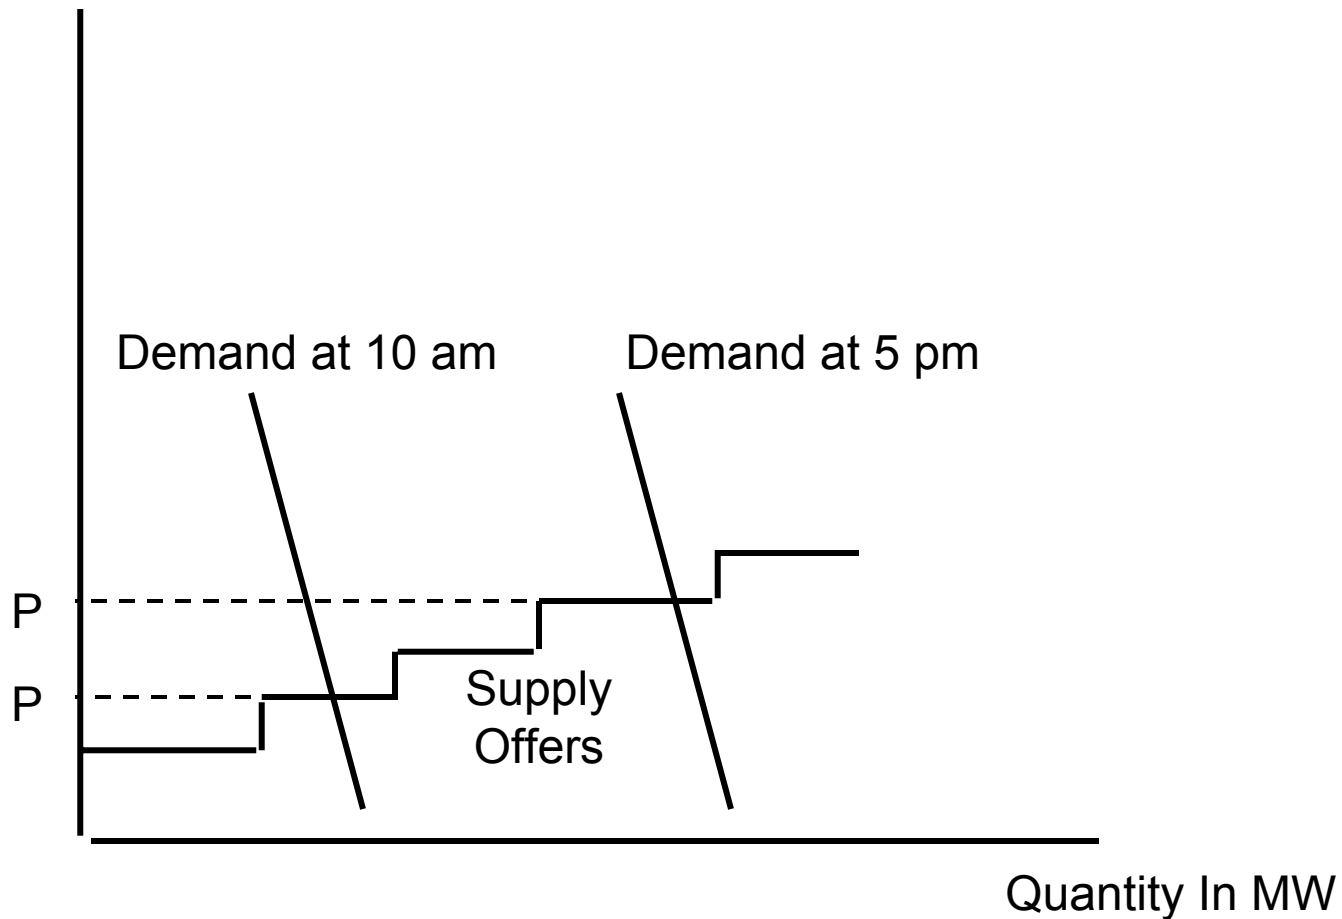 Demand at 10 am
Demand at 5 pm
P
P
Supply
Offers
Quantity In MW